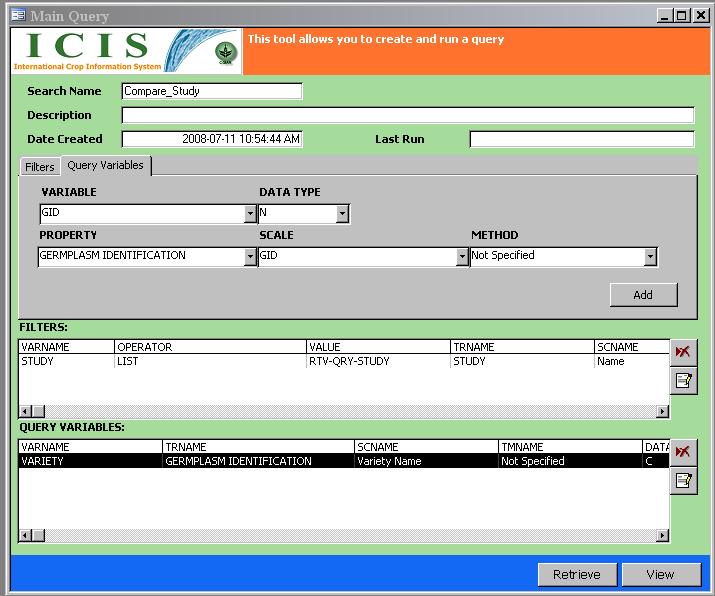 Main Query
ICIS
International Crop Information System
CGIAR
This tool allows you to create and run a query
Search Name Compare_Study
Description
Date Created 2008-07-11 10:54:44 AM Last Run
Filters Query Variables
VARIABLE DATA TYPE
GID N
PROPERTY SCALE METHOD
GERMPLASM IDENTIFICATION GID Not Specified
Add
FILTERS:
VARNAME OPERATOR VALUE TRNAME SCNAME
STUDY LIST RTV-QRY-STUDY STUDY Name
QUERY VARIABLES:
VARNAME TRNAME SCNAME TMNAME DATA
VARIETY GERMPLASM IDENTIFICATION Variety Name Not Specified C
Retrieve View